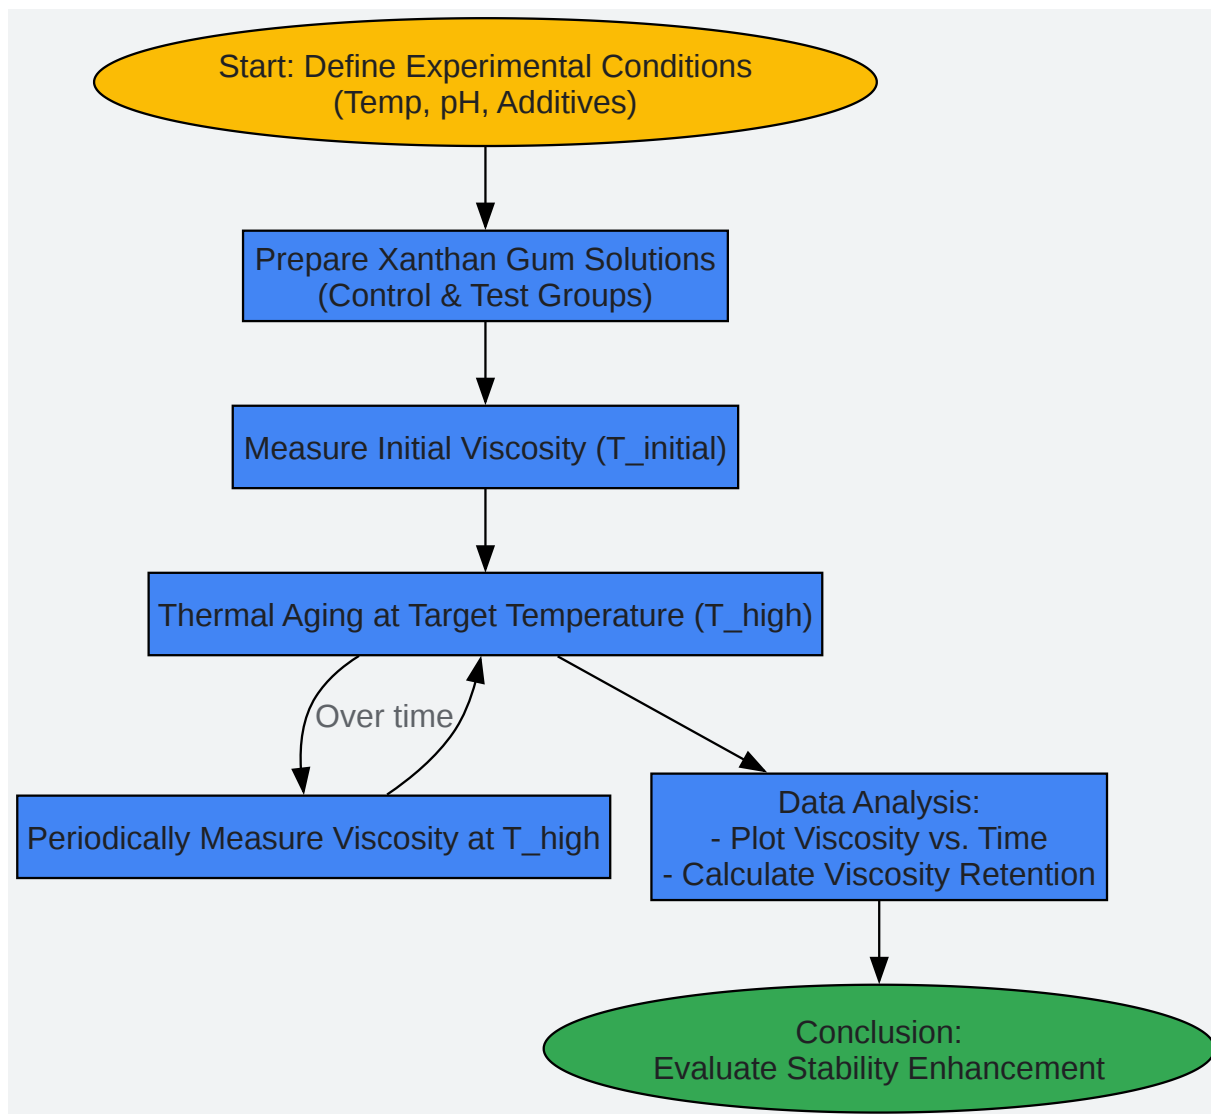 Start: Define Experimental Conditions
(Temp, pH, Additives)
Prepare Xanthan Gum Solutions
(Control & Test Groups)
Measure Initial Viscosity (T_initial)
Thermal Aging at Target Temperature (T_high)
Over time
Periodically Measure Viscosity at T_high
Data Analysis:
- Plot Viscosity vs. Time
- Calculate Viscosity Retention
Conclusion:
Evaluate Stability Enhancement